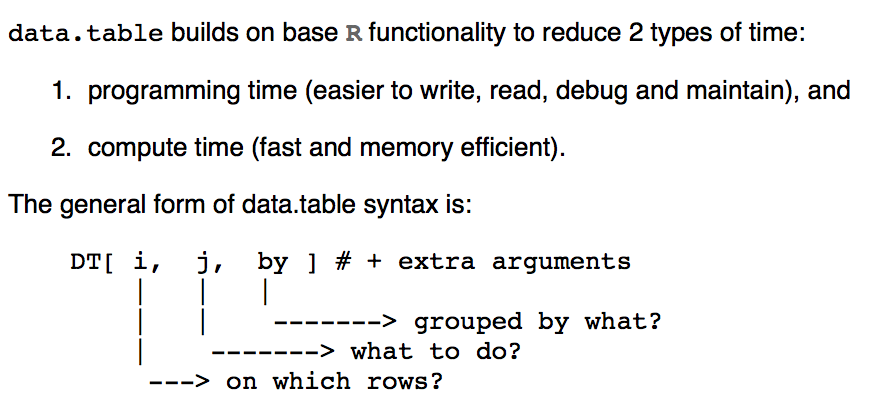 data.table builds on base R functionality to reduce 2 types of time:
1. programming time (easier to write, read, debug and maintain), and
2. compute time (fast and memory efficient).
The general form of data.table syntax is:
DT[ i, j, by ] # + extra arguments
| | |
| | -------> grouped by what?
| -------> what to do?
---> on which rows?